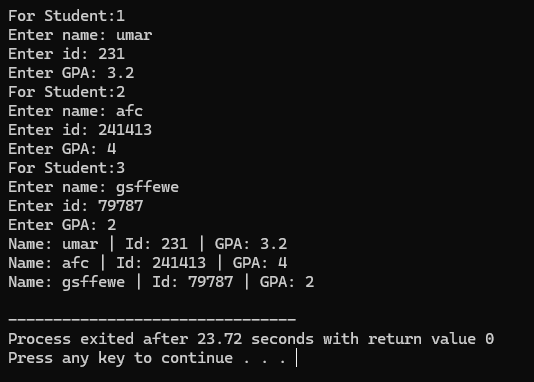 For Student:1
Enter name: umar
Enter id: 231
Enter GPA: 3.2
For Student:2
Enter name: afc
Enter id: 241413
Enter GPA: 4
For Student:3
Enter name: gsffewe
Enter id: 79787
Enter GPA: 2
Name: umar | Id: 231 | GPA: 3.2
Name: afc | Id: 241413 | GPA: 4
Name: gsffewe | Id: 79787 | GPA: 2
--------------------------------
Process exited after 23.72 seconds with return value 0
Press any key to continue . . .